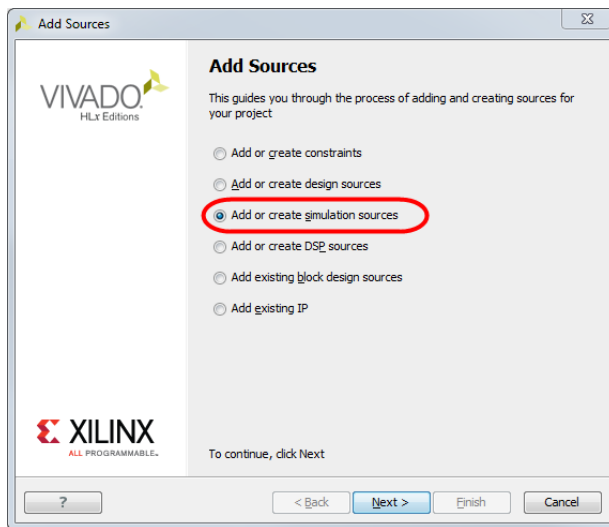 Add Sources
VIVADO.
HLx Editions
Add Sources
This guides you through the process of adding and creating sources for
your project
Add or create constraints
Add or create design sources
Add or create simulation sources
Add or create DSP sources
Add existing block design sources
Add existing IP
XILINX
ALL PROGRAMMABLE.
To continue, click Next
?
< Back
Next >
Finish
Cancel